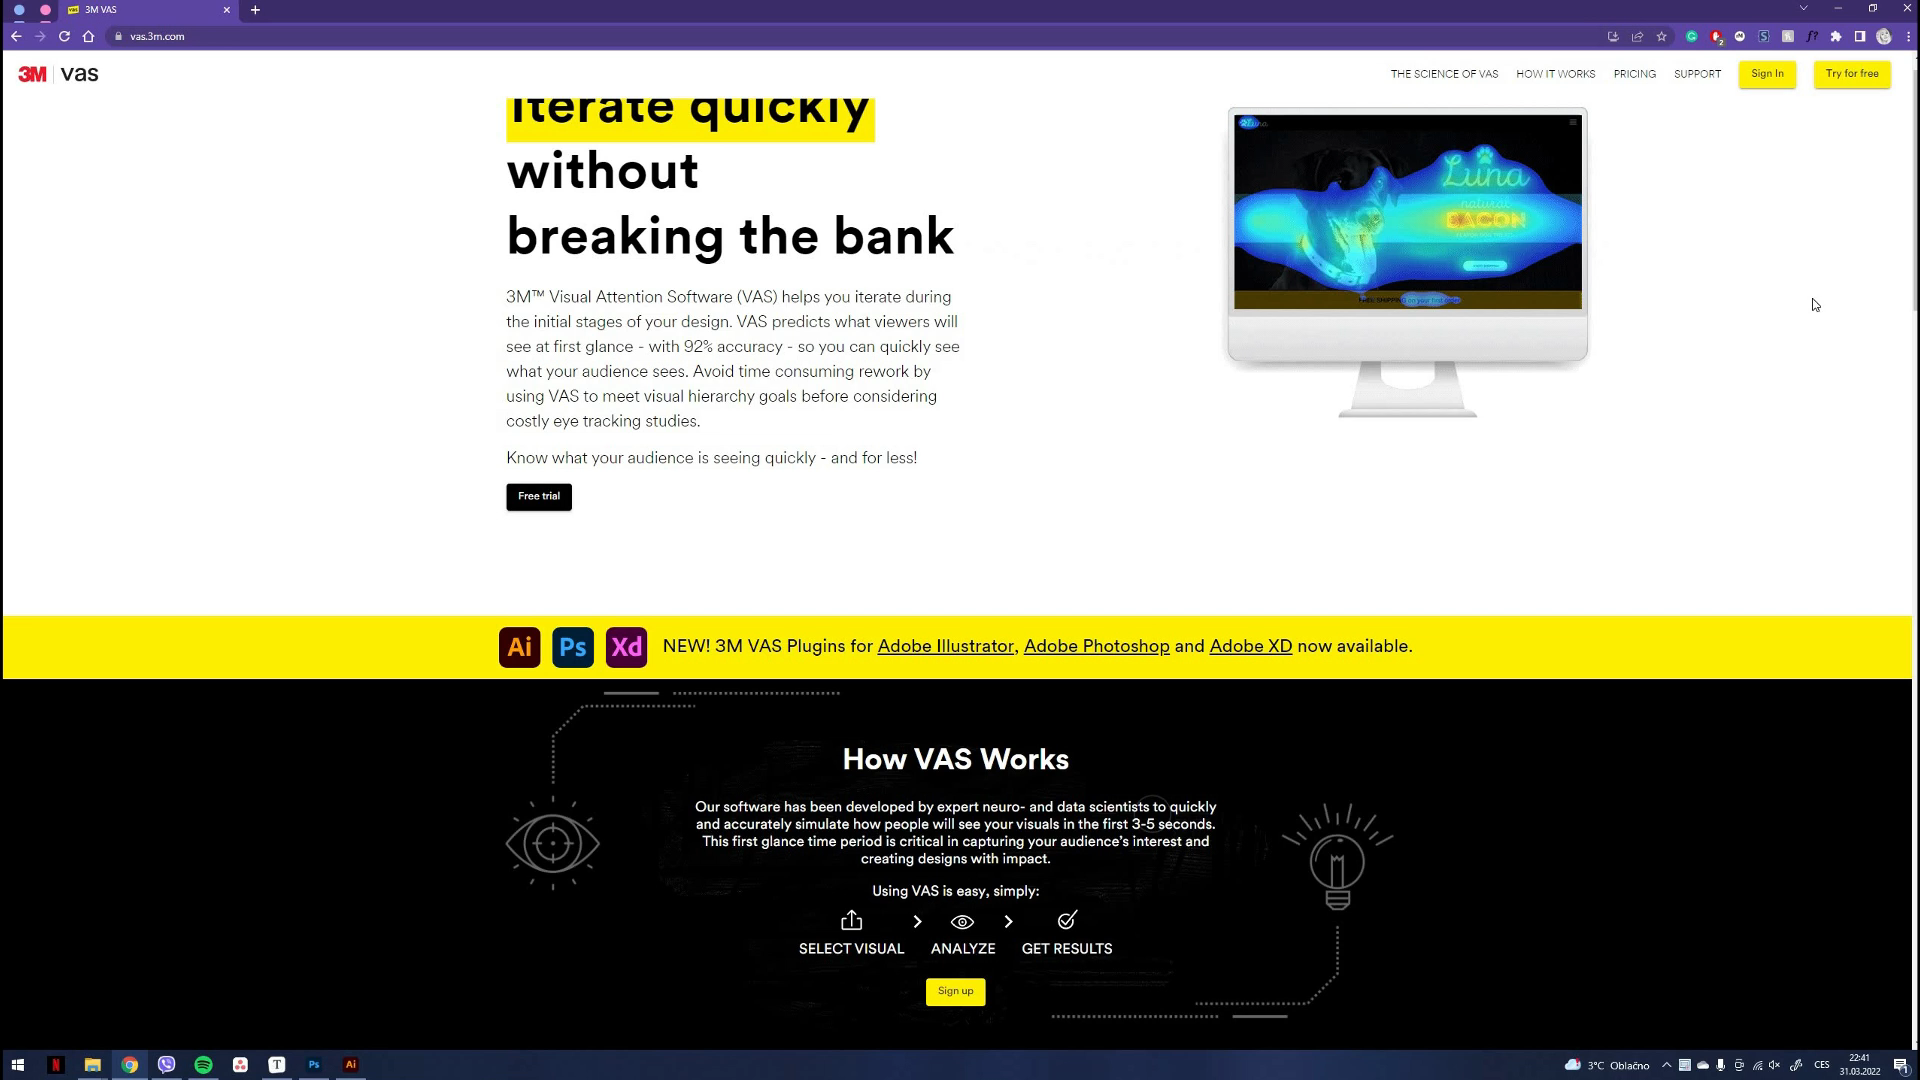 3M VAS
vas.3m.com
3M vas
THE SCIENCE OF VAS HOW IT WORKS PRICING SUPPORT Sign In Try for free
iterate quickly
without
breaking the bank
Luna
natural
BACON
3M™ Visual Attention Software (VAS) helps you iterate during
the initial stages of your design. VAS predicts what viewers will
see at first glance - with 92% accuracy - so you can quickly see
what your audience sees. Avoid time consuming rework by
using VAS to meet visual hierarchy goals before considering
costly eye tracking studies.
Know what your audience is seeing quickly - and for less!
Free trial
Ai Ps Xd NEW! 3M VAS Plugins for Adobe Illustrator, Adobe Photoshop and Adobe XD now available.
How VAS Works
Our software has been developed by expert neuro- and data scientists to quickly
and accurately simulate how people will see your visuals in the first 3-5 seconds.
This first glance time period is critical in capturing your audience's interest and
creating designs with impact.
Using VAS is easy, simply:
SELECT VISUAL ANALYZE GET RESULTS
Sign up
N T Ps Ai 3°C Oblačno CES 22:41
31.03.2022